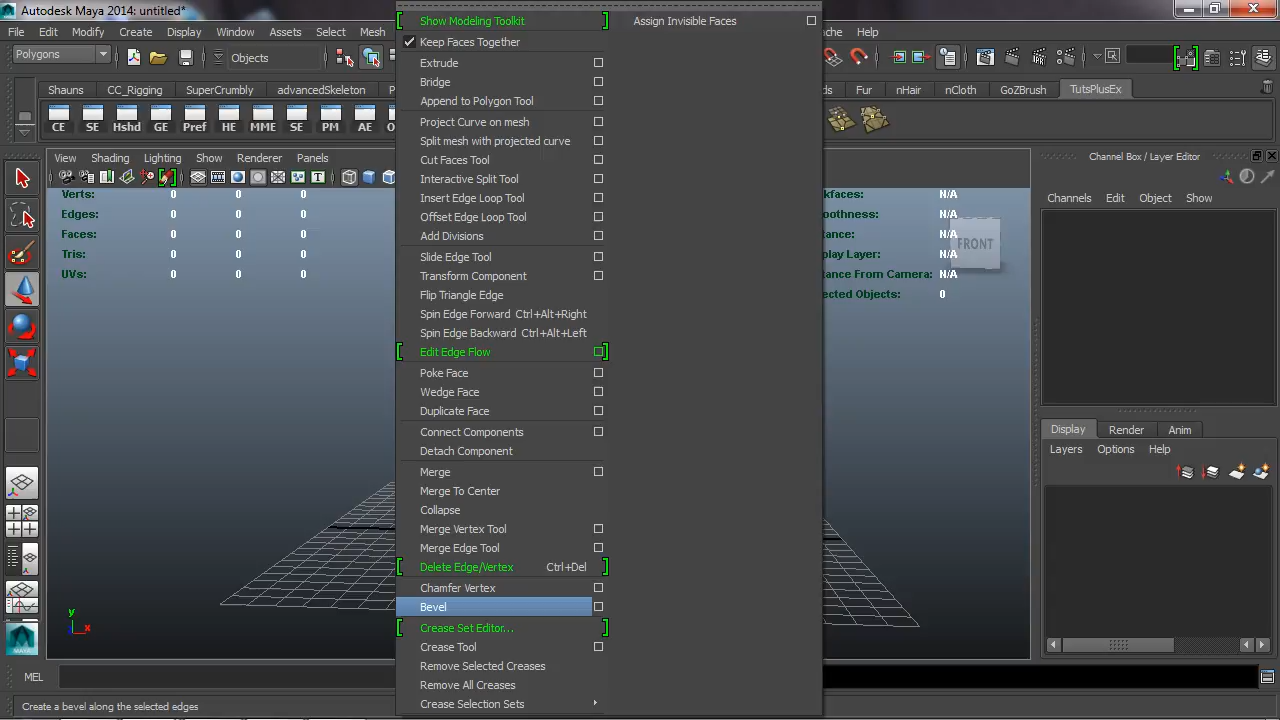 Autodesk Maya 2014: untitled*
File Edit Modify Create Display Window Assets Select Mesh
Polygons
Objects
Shauns CC_Rigging SuperCrumbly advancedSkeleton
Fur nHair nCloth GoZBrush TutsPlusEx
CE SE Hshd GE Pref HE MME SE PM AE
View Shading Lighting Show Renderer Panels
Verts: 0 0 0
Edges: 0 0 0
Faces: 0 0 0
Tris: 0 0 0
UVs: 0 0 0
Show Modeling Toolkit
Keep Faces Together
Extrude
Bridge
Append to Polygon Tool
Project Curve on mesh
Split mesh with projected curve
Cut Faces Tool
Interactive Split Tool
Insert Edge Loop Tool
Offset Edge Loop Tool
Add Divisions
Slide Edge Tool
Transform Component
Flip Triangle Edge
Spin Edge Forward Ctrl+Alt+Right
Spin Edge Backward Ctrl+Alt+Left
Edit Edge Flow
Poke Face
Wedge Face
Duplicate Face
Connect Components
Detach Component
Merge
Merge To Center
Collapse
Merge Vertex Tool
Merge Edge Tool
Delete Edge/Vertex Ctrl+Del
Chamfer Vertex
Bevel
Crease Set Editor...
Crease Tool
Remove Selected Creases
Remove All Creases
Crease Selection Sets
Assign Invisible Faces
che Help
kfaces: N/A
oothness: N/A
tance: N/A
play Layer: N/A
tance From Camera: N/A
ected Objects: 0
FRONT
Channel Box / Layer Editor
Channels Edit Object Show
Display Render Anim
Layers Options Help
y
x
MAYA
MEL
Create a bevel along the selected edges